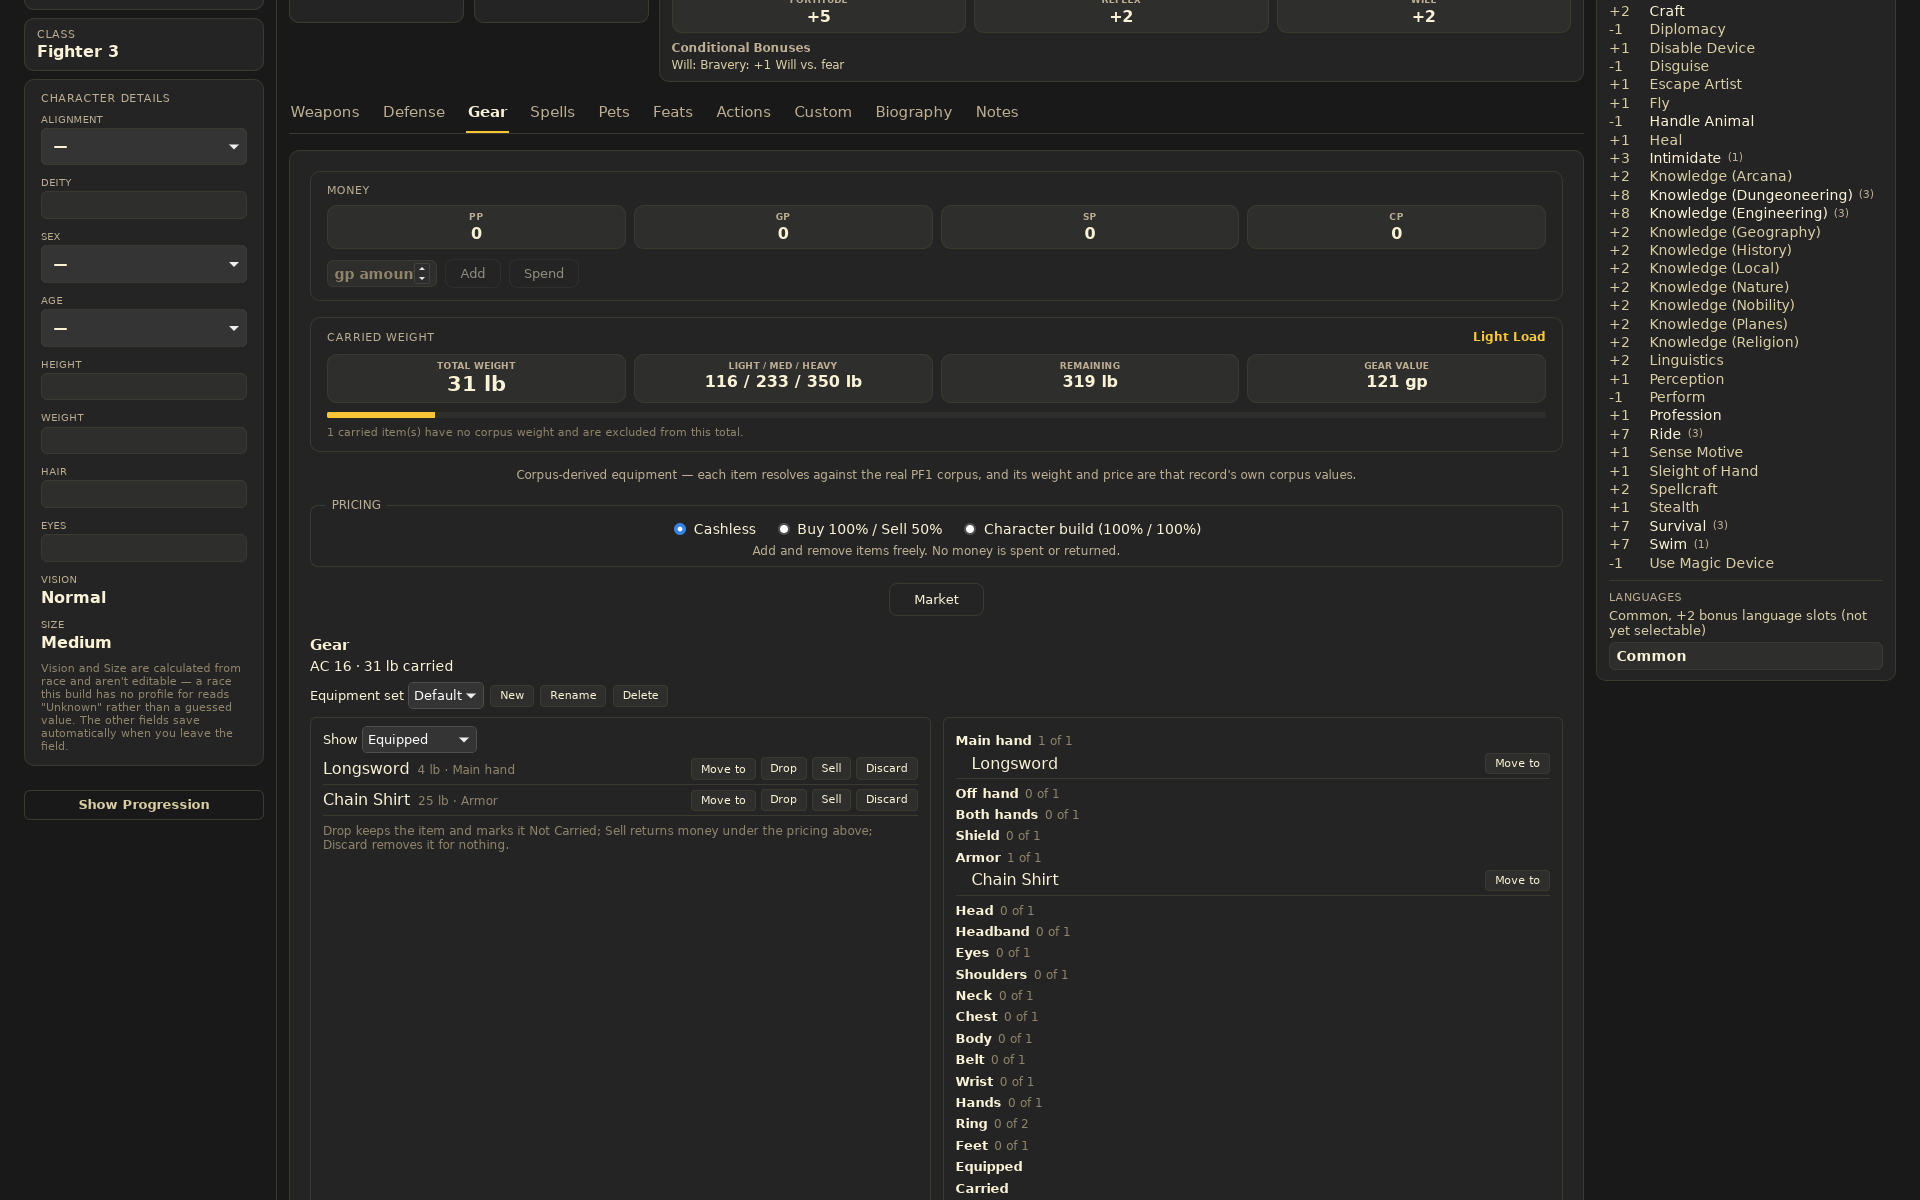 CLASS
Fighter 3
CHARACTER DETAILS
ALIGNMENT
—
DEITY
SEX
—
AGE
—
HEIGHT
WEIGHT
HAIR
EYES
VISION
Normal
SIZE
Medium
Vision and Size are calculated from
race and aren't editable — a race
this build has no profile for reads
"Unknown" rather than a guessed
value. The other fields save
automatically when you leave the
field.
Show Progression
FORTITUDE
+5
REFLEX
+2
WILL
+2
Conditional Bonuses
Will: Bravery: +1 Will vs. fear
Weapons Defense Gear Spells Pets Feats Actions Custom Biography Notes
MONEY
PP
0
GP
0
SP
0
CP
0
gp amoun Add Spend
CARRIED WEIGHT Light Load
TOTAL WEIGHT
31 lb
LIGHT / MED / HEAVY
116 / 233 / 350 lb
REMAINING
319 lb
GEAR VALUE
121 gp
1 carried item(s) have no corpus weight and are excluded from this total.
Corpus-derived equipment — each item resolves against the real PF1 corpus, and its weight and price are that record's own corpus values.
PRICING
Cashless Buy 100% / Sell 50% Character build (100% / 100%)
Add and remove items freely. No money is spent or returned.
Market
Gear
AC 16 · 31 lb carried
Equipment set Default New Rename Delete
Show Equipped
Longsword 4 lb · Main hand Move to Drop Sell Discard
Chain Shirt 25 lb · Armor Move to Drop Sell Discard
Drop keeps the item and marks it Not Carried; Sell returns money under the pricing above;
Discard removes it for nothing.
Main hand 1 of 1
Longsword Move to
Off hand 0 of 1
Both hands 0 of 1
Shield 0 of 1
Armor 1 of 1
Chain Shirt Move to
Head 0 of 1
Headband 0 of 1
Eyes 0 of 1
Shoulders 0 of 1
Neck 0 of 1
Chest 0 of 1
Body 0 of 1
Belt 0 of 1
Wrist 0 of 1
Hands 0 of 1
Ring 0 of 2
Feet 0 of 1
Equipped
Carried
+2 Craft
-1 Diplomacy
+1 Disable Device
-1 Disguise
+1 Escape Artist
+1 Fly
-1 Handle Animal
+1 Heal
+3 Intimidate (1)
+2 Knowledge (Arcana)
+8 Knowledge (Dungeoneering) (3)
+8 Knowledge (Engineering) (3)
+2 Knowledge (Geography)
+2 Knowledge (History)
+2 Knowledge (Local)
+2 Knowledge (Nature)
+2 Knowledge (Nobility)
+2 Knowledge (Planes)
+2 Knowledge (Religion)
+2 Linguistics
+1 Perception
-1 Perform
+1 Profession
+7 Ride (3)
+1 Sense Motive
+1 Sleight of Hand
+2 Spellcraft
+1 Stealth
+7 Survival (3)
+7 Swim (1)
-1 Use Magic Device
LANGUAGES
Common, +2 bonus language slots (not
yet selectable)
Common